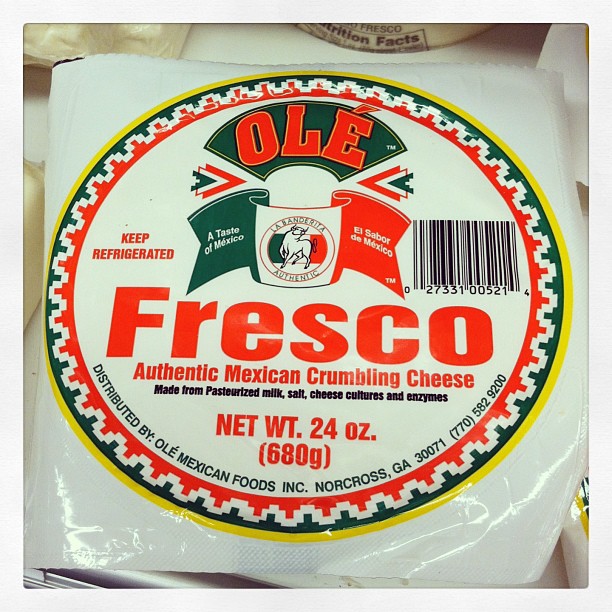 FRESCO
Nutrition Facts
OLÉ ™
A Taste
of México
LA BANDERITA
AUTHENTIC
El Sabor
de México
TM
KEEP
REFRIGERATED
0 27331 00521 4
Fresco
Authentic Mexican Crumbling Cheese
Made from Pasteurized milk, salt, cheese cultures and enzymes
NET WT. 24 oz.
(680g)
DISTRIBUTED BY: OLÉ MEXICAN FOODS INC. NORCROSS, GA 30071 (770) 582 9200